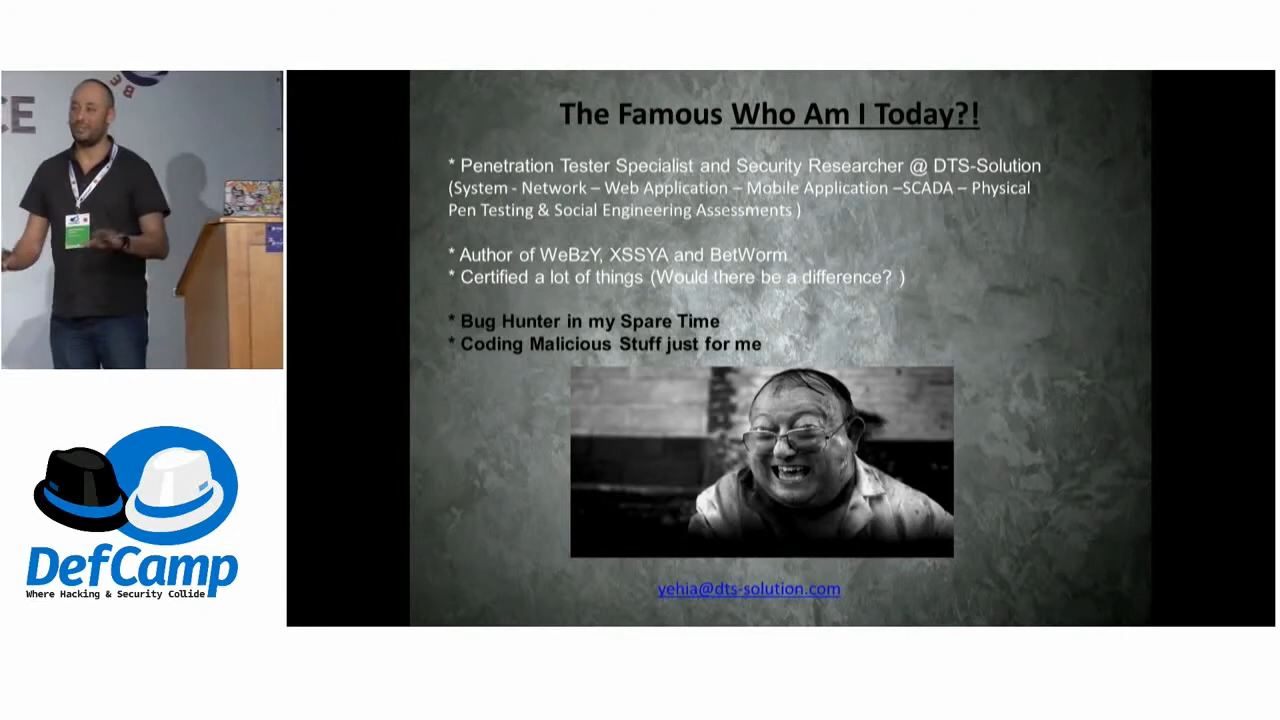 CE
BE
The Famous Who Am I Today?!
* Penetration Tester Specialist and Security Researcher @ DTS-Solution
(System - Network – Web Application – Mobile Application –SCADA – Physical
Pen Testing & Social Engineering Assessments )
* Author of WeBzY, XSSYA and BetWorm
* Certified a lot of things (Would there be a difference? )
* Bug Hunter in my Spare Time
* Coding Malicious Stuff just for me
yehia@dts-solution.com
DefCamp
Where Hacking & Security Collide